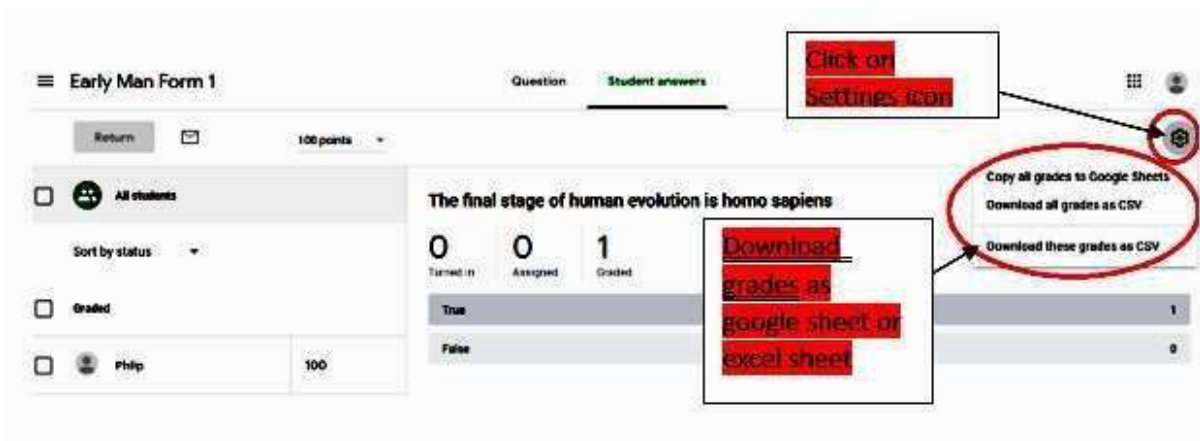 Early Man Form 1
Question
Student answers
Click on
Settings icon
Return
100 points
All students
The final stage of human evolution is homo sapiens
Copy all grades to Google Sheets
Download all grades as CSV
Download these grades as CSV
Sort by status
0
Turned in
0
Assigned
1
Graded
Download
grades as
google sheet or
excel sheet
Graded
True 1
False 0
Philip 100